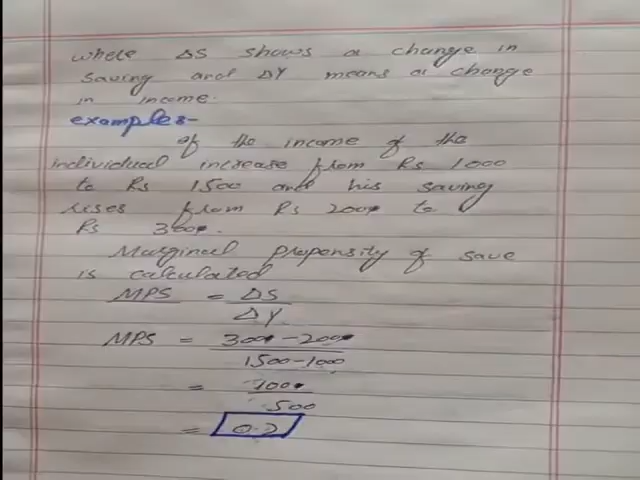 where ΔS shows a change in
saving and ΔY means a change
in income.
examples-
of the income of the
individual increase from Rs 1000
to Rs 1500 and his saving
rises from Rs 200 to
Rs 300.
Marginal propensity of save
is calculated
MPS = ΔS
ΔY
MPS = 300 - 200
1500 - 1000
= 100
500
= 0.2